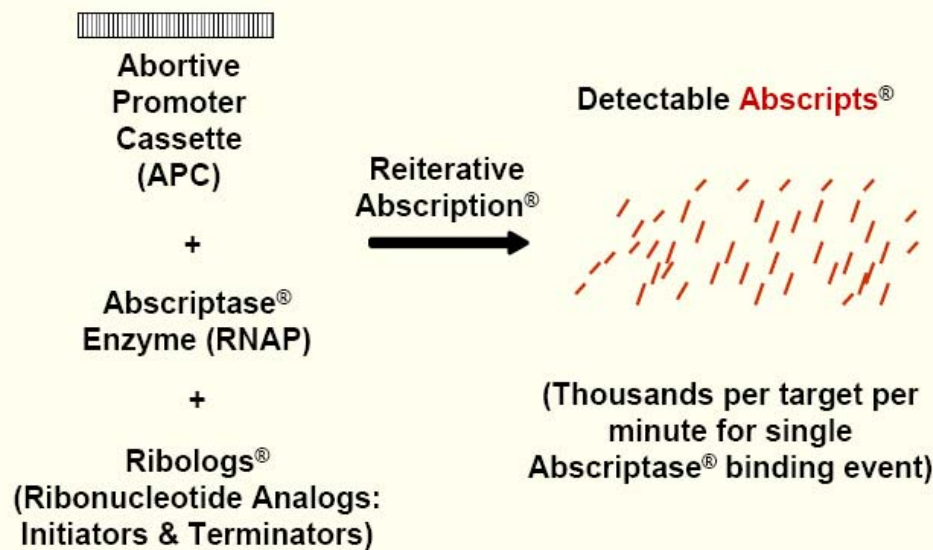 Abortive
Promoter
Cassette
(APC)
+
Abscriptase®
Enzyme (RNAP)
+
Ribologs®
(Ribonucleotide Analogs:
Initiators & Terminators)
Reiterative
Abscription®
Detectable Abscripts®
(Thousands per target per
minute for single
Abscriptase® binding event)